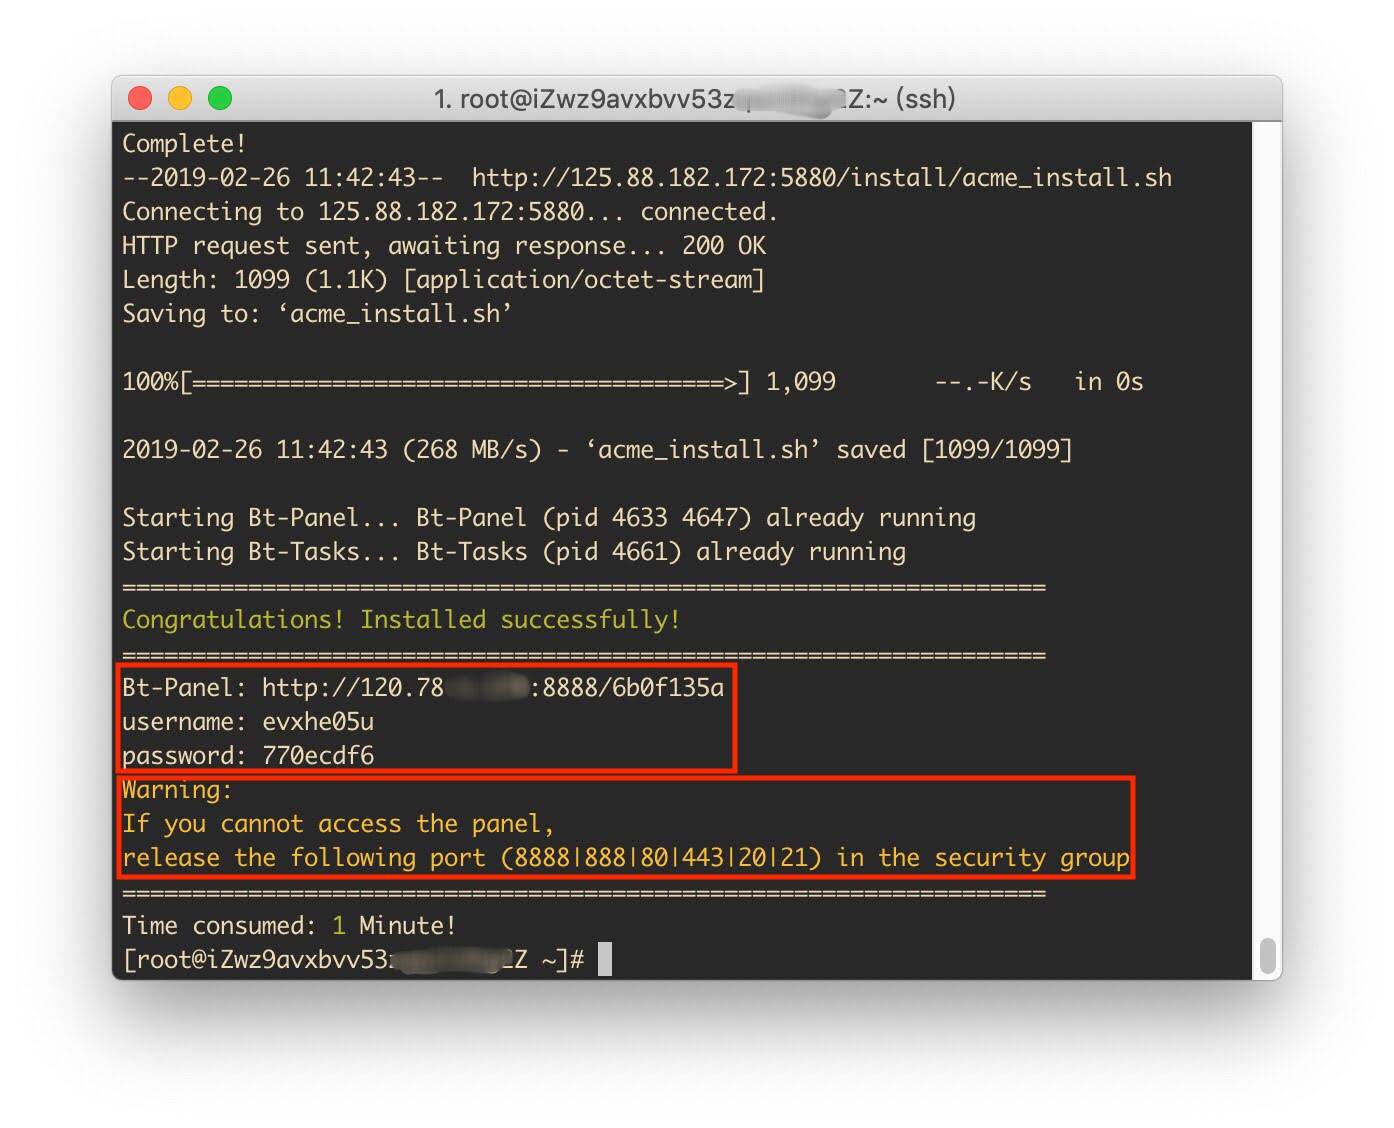 1. root@iZwz9avxbvv53z Z:~ (ssh)
Complete!
--2019-02-26 11:42:43--  http://125.88.182.172:5880/install/acme_install.sh
Connecting to 125.88.182.172:5880... connected.
HTTP request sent, awaiting response... 200 OK
Length: 1099 (1.1K) [application/octet-stream]
Saving to: ‘acme_install.sh’
100%[======================================>] 1,099       --.-K/s   in 0s
2019-02-26 11:42:43 (268 MB/s) - ‘acme_install.sh’ saved [1099/1099]
Starting Bt-Panel... Bt-Panel (pid 4633 4647) already running
Starting Bt-Tasks... Bt-Tasks (pid 4661) already running
==================================================================
Congratulations! Installed successfully!
==================================================================
Bt-Panel: http://120.78 :8888/6b0f135a
username: evxhe05u
password: 770ecdf6
Warning:
If you cannot access the panel,
release the following port (8888|888|80|443|20|21) in the security group
==================================================================
Time consumed: 1 Minute!
[root@iZwz9avxbvv53 Z ~]#